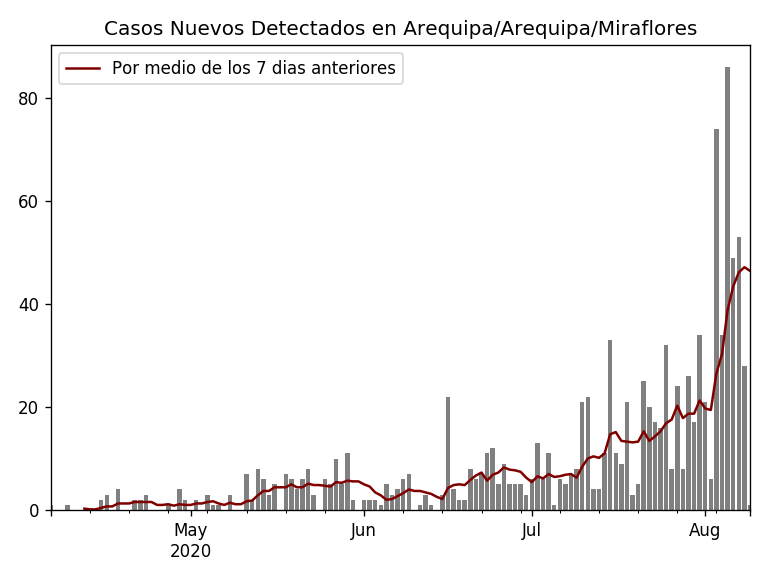 Casos Nuevos Detectados en Arequipa/Arequipa/Miraflores
Por medio de los 7 dias anteriores
80
60
40
20
0
May Jun Jul Aug
2020